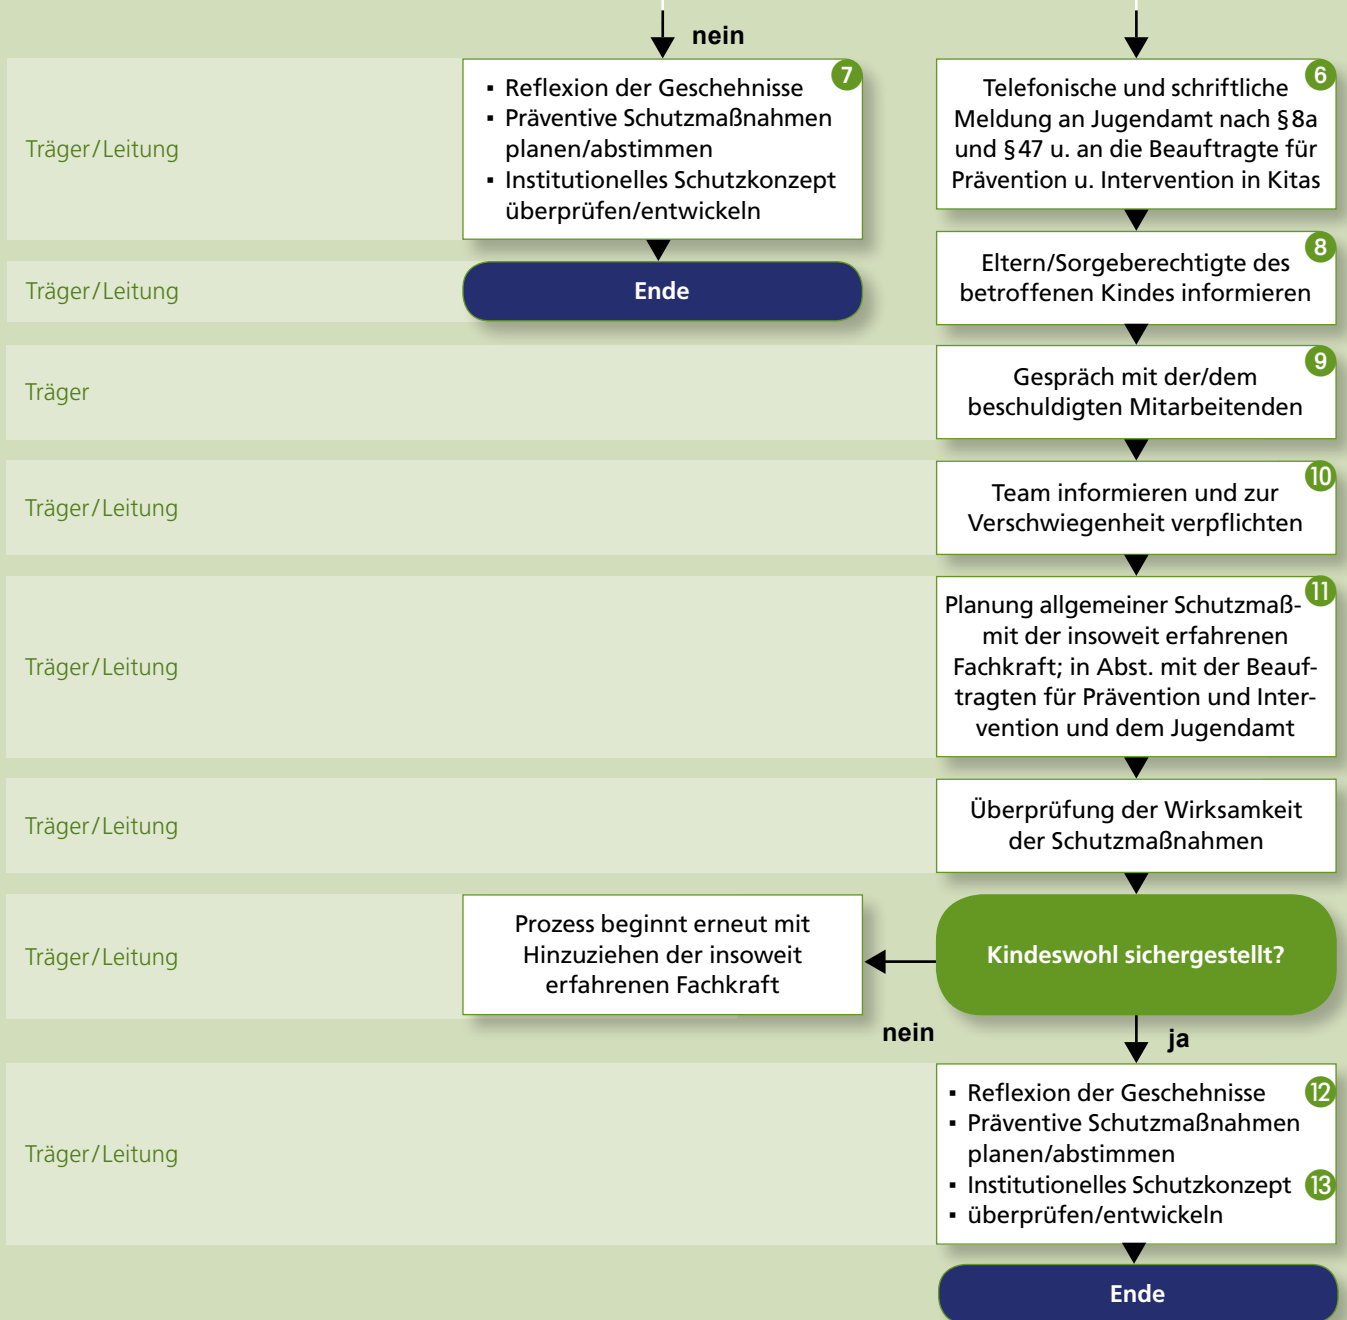 nein
Träger/Leitung
7
▪ Reflexion der Geschehnisse
▪ Präventive Schutzmaßnahmen
planen/abstimmen
▪ Institutionelles Schutzkonzept
überprüfen/entwickeln
6
Telefonische und schriftliche
Meldung an Jugendamt nach §8a
und §47 u. an die Beauftragte für
Prävention u. Intervention in Kitas
Träger/Leitung
Ende
8
Eltern/Sorgeberechtigte des
betroffenen Kindes informieren
Träger
9
Gespräch mit der/dem
beschuldigten Mitarbeitenden
Träger/Leitung
10
Team informieren und zur
Verschwiegenheit verpflichten
Träger/Leitung
11
Planung allgemeiner Schutzmaß-
mit der insoweit erfahrenen
Fachkraft; in Abst. mit der Beauf-
tragten für Prävention und Inter-
vention und dem Jugendamt
Träger/Leitung
Überprüfung der Wirksamkeit
der Schutzmaßnahmen
Träger/Leitung
Prozess beginnt erneut mit
Hinzuziehen der insoweit
erfahrenen Fachkraft
Kindeswohl sichergestellt?
nein
ja
Träger/Leitung
▪ Reflexion der Geschehnisse 12
▪ Präventive Schutzmaßnahmen
planen/abstimmen
▪ Institutionelles Schutzkonzept 13
▪ überprüfen/entwickeln
Ende